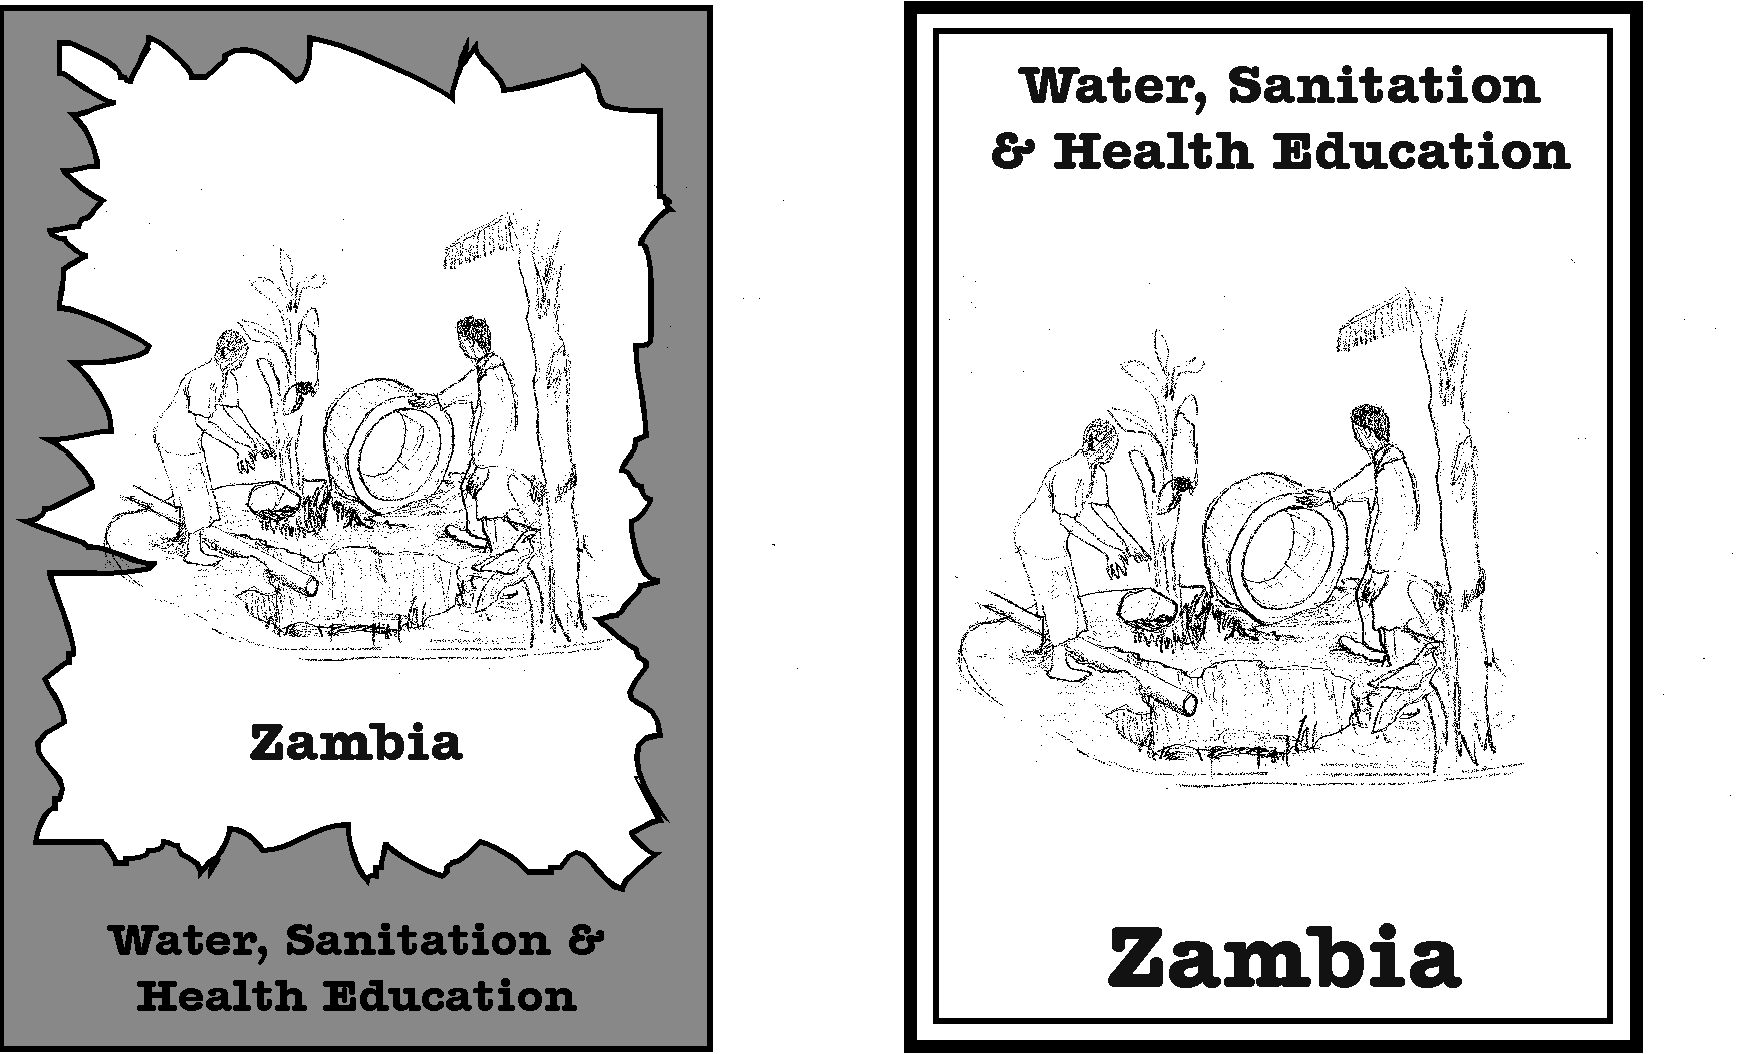 Zambia
Water, Sanitation &
Health Education
Water, Sanitation
& Health Education
Zambia